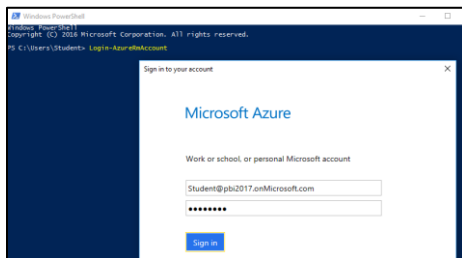 Windows PowerShell
Windows PowerShell
Copyright (C) 2016 Microsoft Corporation. All rights reserved.
PS C:\Users\Student> Login-AzureRmAccount
Sign in to your account
Microsoft Azure
Work or school, or personal Microsoft account
Student@pbi2017.onMicrosoft.com
••••••••
Sign in